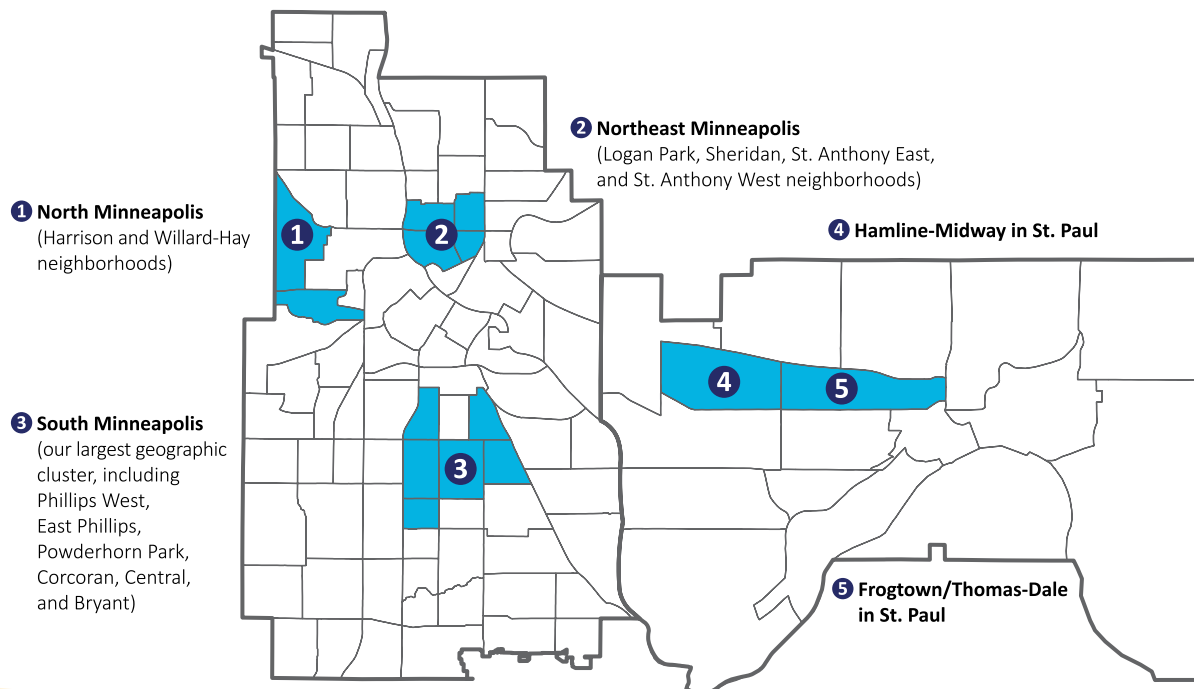 2 Northeast Minneapolis
(Logan Park, Sheridan, St. Anthony East,
and St. Anthony West neighborhoods)
1 North Minneapolis
(Harrison and Willard-Hay
neighborhoods)
4 Hamline-Midway in St. Paul
1
2
4
5
3 South Minneapolis
(our largest geographic
cluster, including
Phillips West,
East Phillips,
Powderhorn Park,
Corcoran, Central,
and Bryant)
3
5 Frogtown/Thomas-Dale
in St. Paul